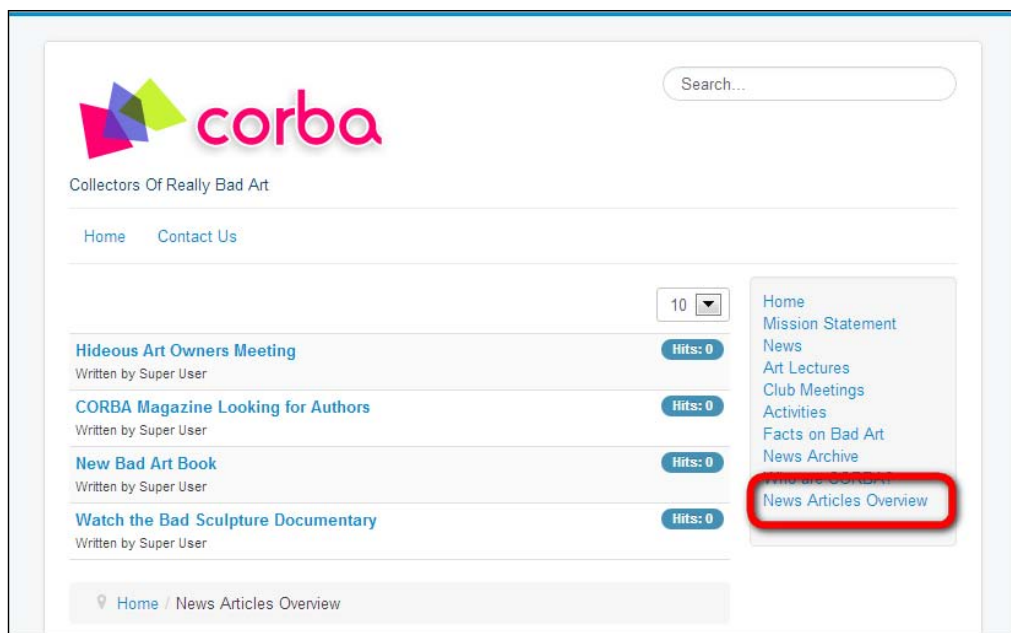 Search...
corba
Collectors Of Really Bad Art
Home Contact Us
10
Hideous Art Owners Meeting Hits: 0
Written by Super User
CORBA Magazine Looking for Authors Hits: 0
Written by Super User
New Bad Art Book Hits: 0
Written by Super User
Watch the Bad Sculpture Documentary Hits: 0
Written by Super User
Home / News Articles Overview
Home
Mission Statement
News
Art Lectures
Club Meetings
Activities
Facts on Bad Art
News Archive
Who are CORBA?
News Articles Overview